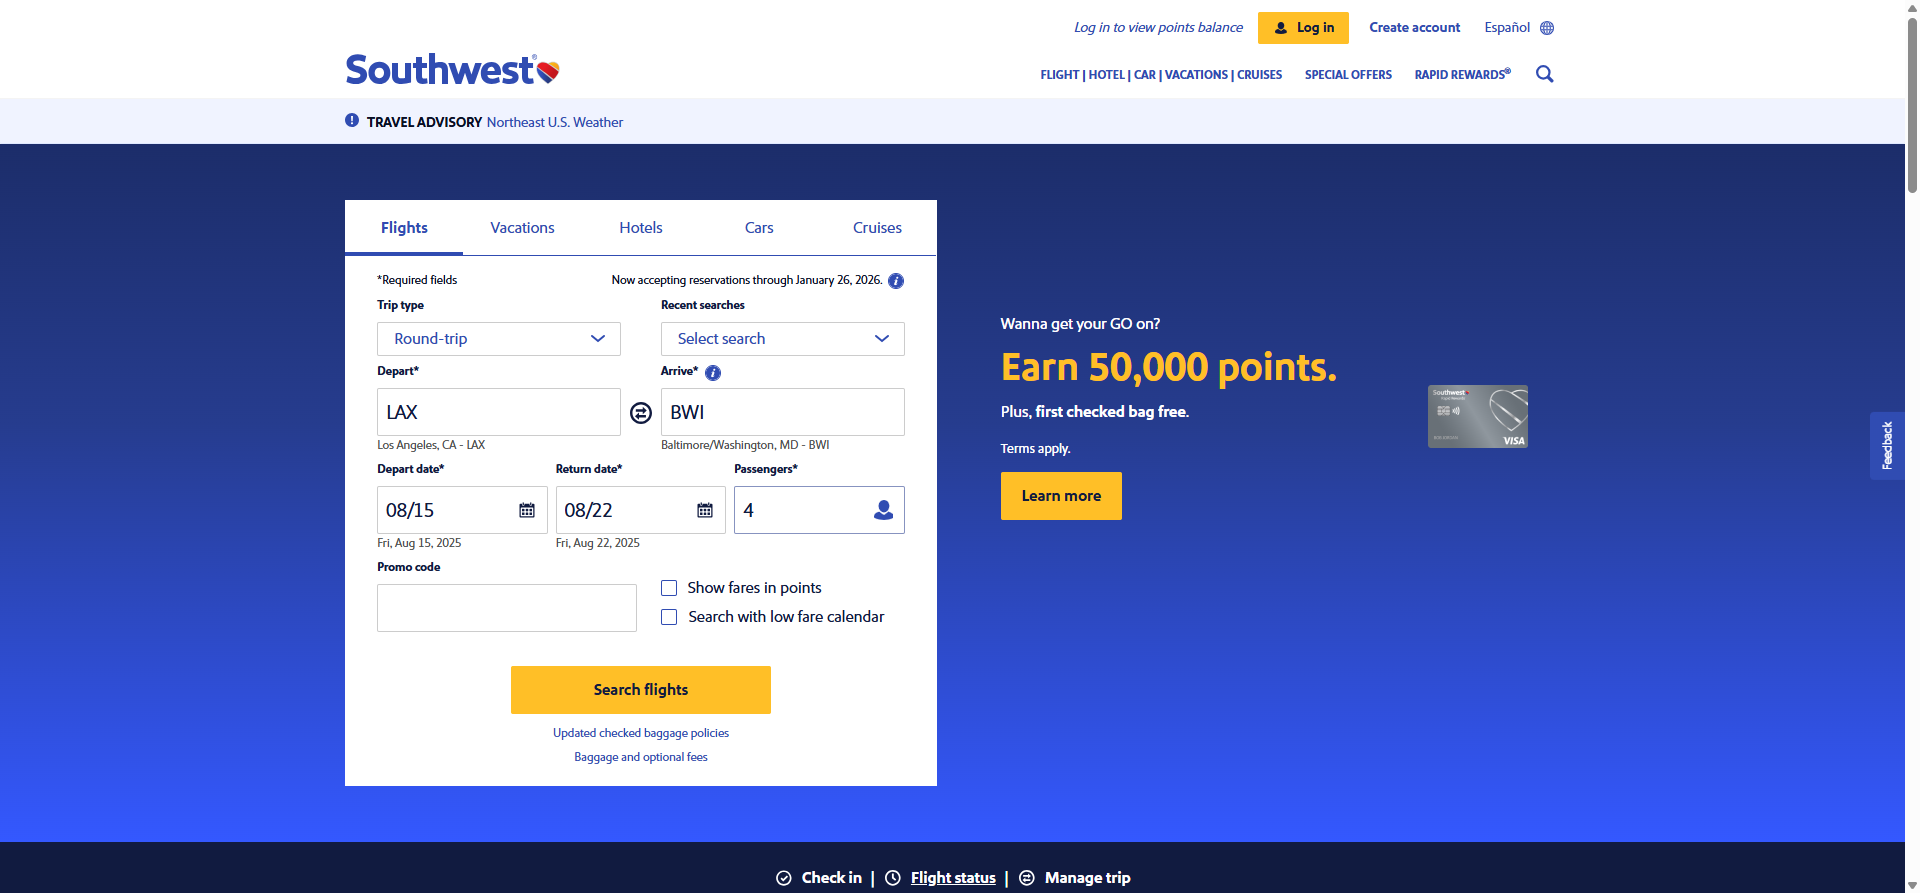 Log in to view points balance
Log in
Create account
Español
Southwest®
FLIGHT | HOTEL | CAR | VACATIONS | CRUISES
SPECIAL OFFERS
RAPID REWARDS®
TRAVEL ADVISORY Northeast U.S. Weather
Flights
Vacations
Hotels
Cars
Cruises
*Required fields
Now accepting reservations through January 26, 2026.
Trip type
Recent searches
Round-trip
Select search
Depart*
Arrive*
LAX
BWI
Los Angeles, CA - LAX
Baltimore/Washington, MD - BWI
Depart date*
Return date*
Passengers*
08/15
08/22
4
Fri, Aug 15, 2025
Fri, Aug 22, 2025
Promo code
Show fares in points
Search with low fare calendar
Search flights
Updated checked baggage policies
Baggage and optional fees
Wanna get your GO on?
Earn 50,000 points.
Plus, first checked bag free.
Terms apply.
Learn more
Southwest
VISA
Feedback
Check in | Flight status | Manage trip